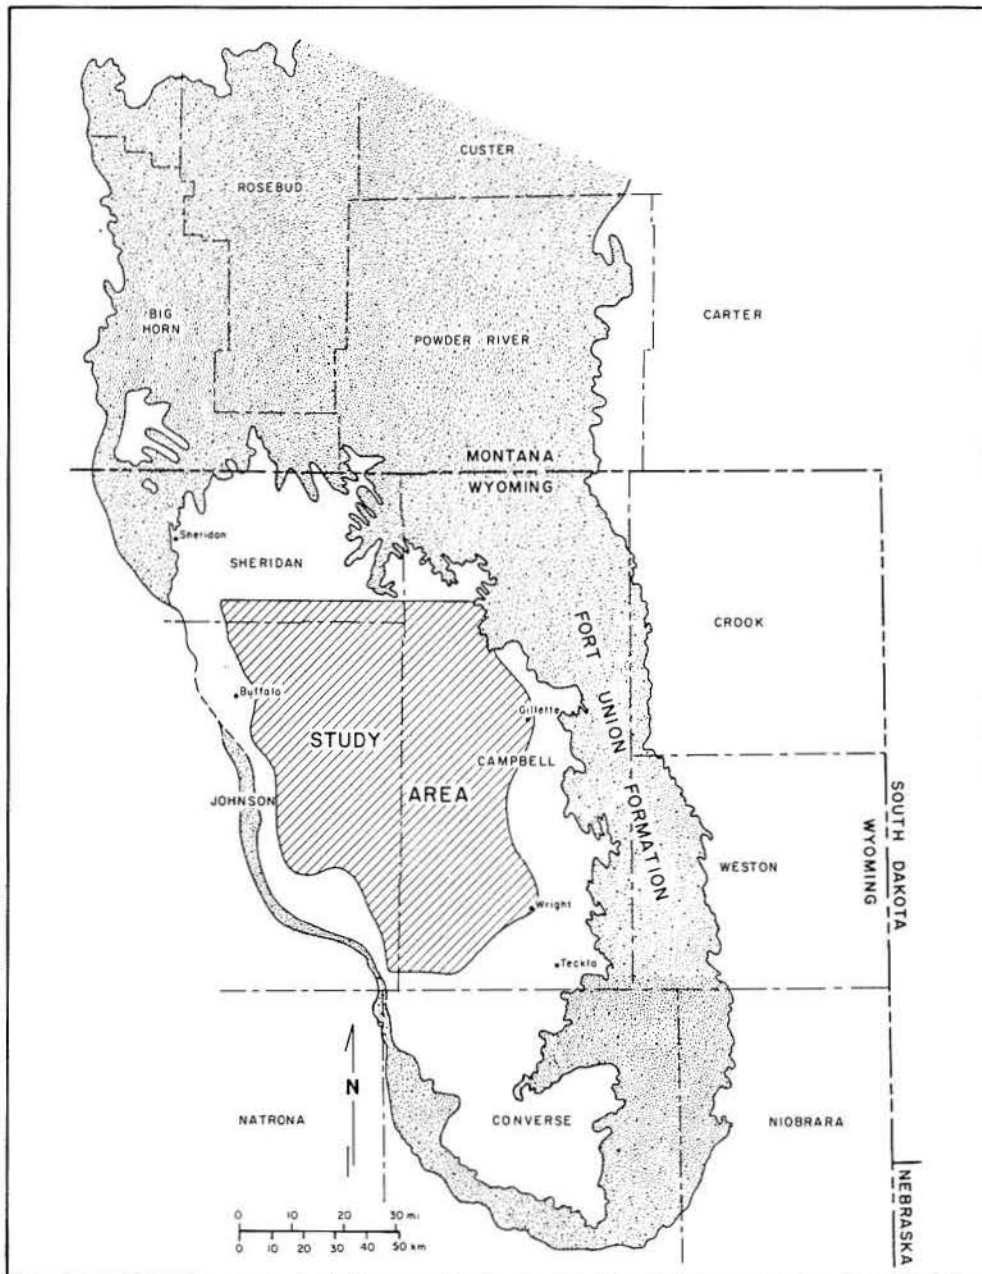 CUSTER
ROSEBUD
BIG
HORN
CARTER
POWDER RIVER
MONTANA
WYOMING
Sheridan
SHERIDAN
FORT UNION FORMATION
CROOK
Buffalo
Gillette
STUDY
AREA
CAMPBELL
JOHNSON
SOUTH DAKOTA
WYOMING
WESTON
Wright
Teckla
N
NATRONA
CONVERSE
NIOBRARA
NEBRASKA
0 10 20 30 mi
0 10 20 30 40 50 km